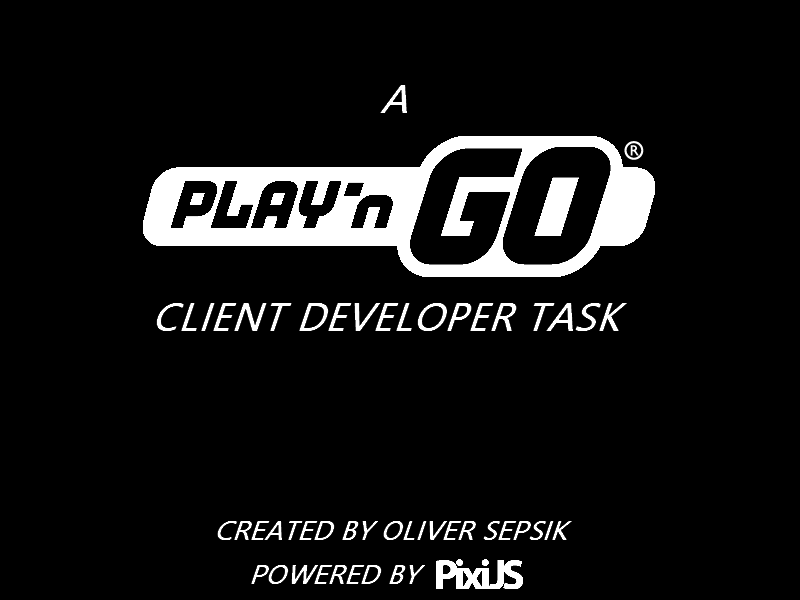 A
PLAY'n GO®
CLIENT DEVELOPER TASK
CREATED BY OLIVER SEPSIK
POWERED BY PixiJS